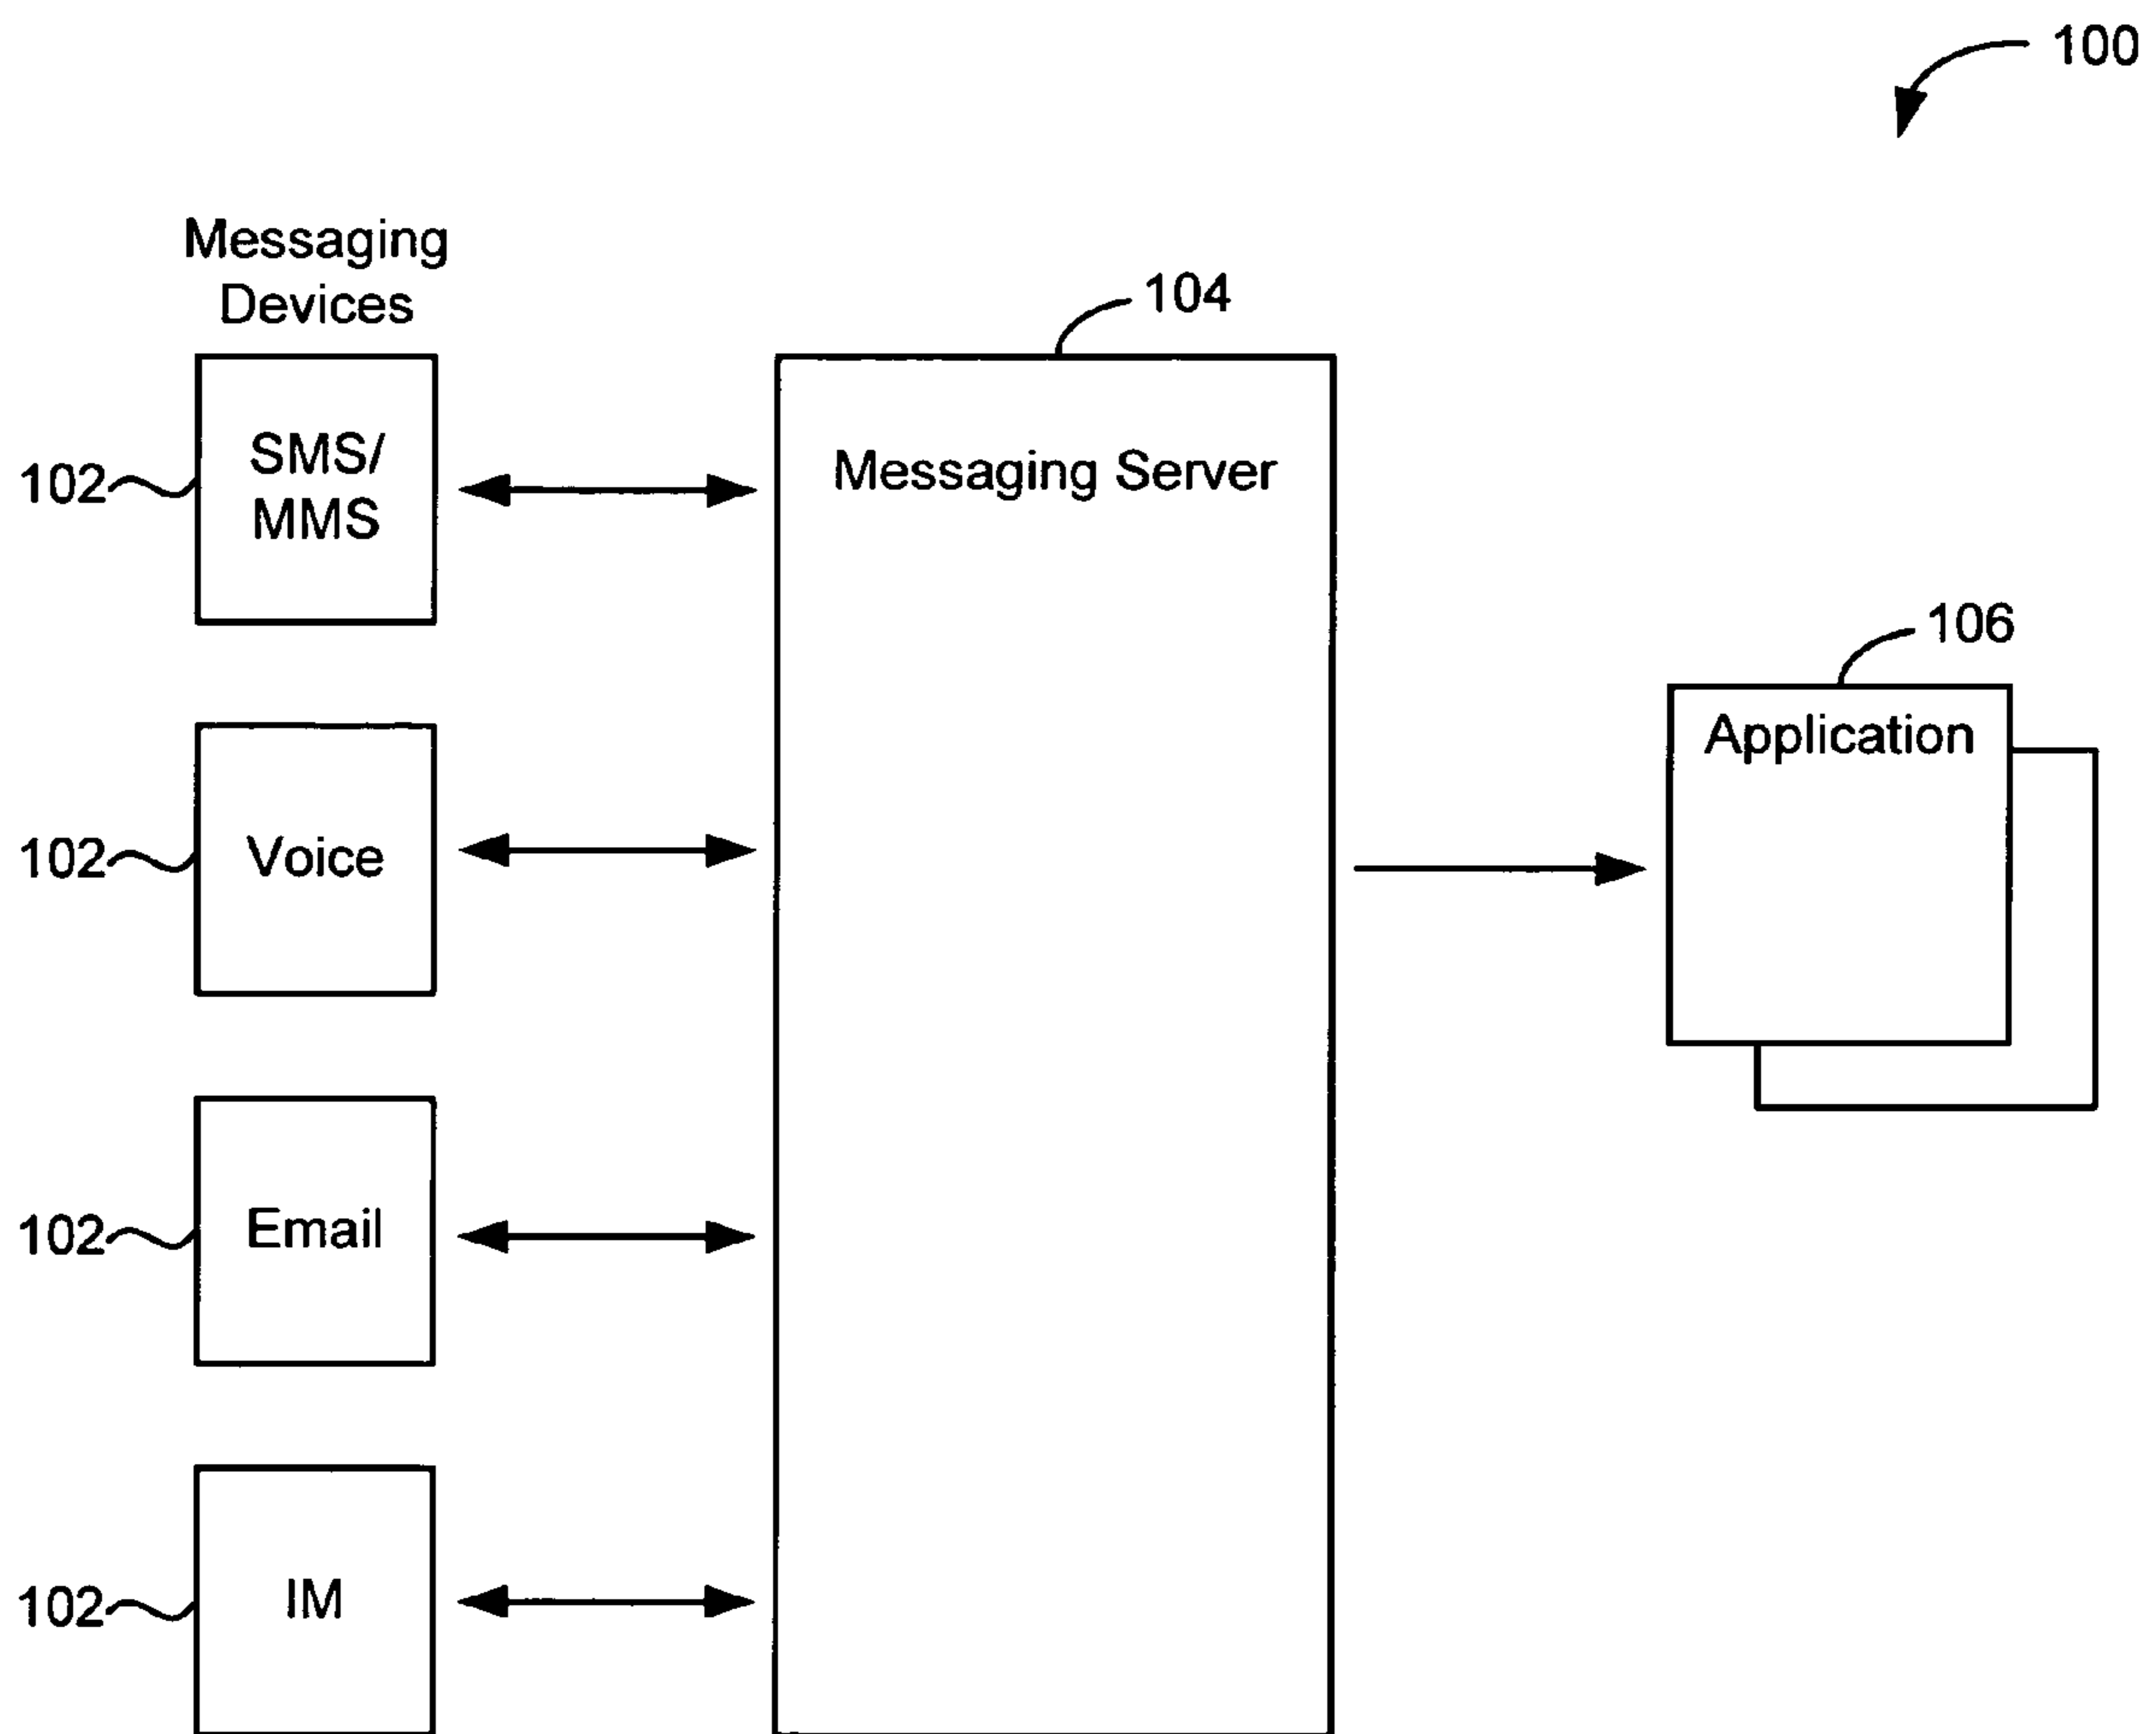 100
Messaging
Devices
104
SMS/
MMS
102
Messaging Server
106
Application
102
Voice
102
Email
102
IM